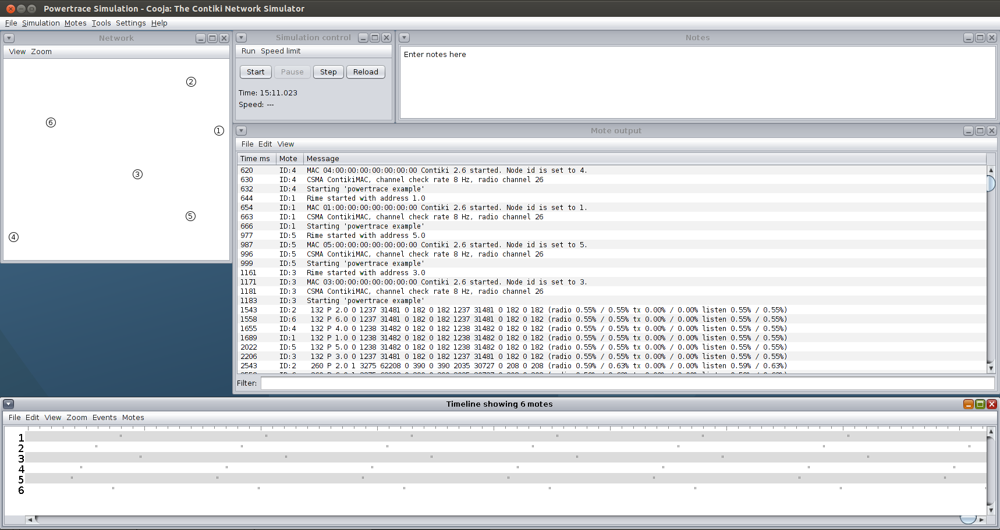 Powertrace Simulation - Cooja: The Contiki Network Simulator
File Simulation Motes Tools Settings Help
Network
View Zoom
2
6
1
3
5
4
Simulation control
Run Speed limit
Start Pause Step Reload
Time: 15:11.023
Speed: ---
Notes
Enter notes here
Mote output
File Edit View
Time ms Mote Message
620 ID:4 MAC 04:00:00:00:00:00:00:00 Contiki 2.6 started. Node id is set to 4.
630 ID:4 CSMA ContikiMAC, channel check rate 8 Hz, radio channel 26
632 ID:4 Starting 'powertrace example'
644 ID:1 Rime started with address 1.0
654 ID:1 MAC 01:00:00:00:00:00:00:00 Contiki 2.6 started. Node id is set to 1.
663 ID:1 CSMA ContikiMAC, channel check rate 8 Hz, radio channel 26
666 ID:1 Starting 'powertrace example'
977 ID:5 Rime started with address 5.0
987 ID:5 MAC 05:00:00:00:00:00:00:00 Contiki 2.6 started. Node id is set to 5.
996 ID:5 CSMA ContikiMAC, channel check rate 8 Hz, radio channel 26
999 ID:5 Starting 'powertrace example'
1161 ID:3 Rime started with address 3.0
1171 ID:3 MAC 03:00:00:00:00:00:00:00 Contiki 2.6 started. Node id is set to 3.
1181 ID:3 CSMA ContikiMAC, channel check rate 8 Hz, radio channel 26
1183 ID:3 Starting 'powertrace example'
1543 ID:2 132 P 2.0 0 1237 31481 0 182 0 182 1237 31481 0 182 0 182 (radio 0.55% / 0.55% tx 0.00% / 0.00% listen 0.55% / 0.55%)
1558 ID:6 132 P 6.0 0 1237 31481 0 182 0 182 1237 31481 0 182 0 182 (radio 0.55% / 0.55% tx 0.00% / 0.00% listen 0.55% / 0.55%)
1655 ID:4 132 P 4.0 0 1238 31482 0 182 0 182 1238 31482 0 182 0 182 (radio 0.55% / 0.55% tx 0.00% / 0.00% listen 0.55% / 0.55%)
1689 ID:1 132 P 1.0 0 1238 31482 0 182 0 182 1238 31482 0 182 0 182 (radio 0.55% / 0.55% tx 0.00% / 0.00% listen 0.55% / 0.55%)
2022 ID:5 132 P 5.0 0 1238 31482 0 182 0 182 1238 31482 0 182 0 182 (radio 0.55% / 0.55% tx 0.00% / 0.00% listen 0.55% / 0.55%)
2206 ID:3 132 P 3.0 0 1237 31481 0 182 0 182 1237 31481 0 182 0 182 (radio 0.55% / 0.55% tx 0.00% / 0.00% listen 0.55% / 0.55%)
2543 ID:2 260 P 2.0 1 3275 62208 0 390 0 390 2035 30727 0 208 0 208 (radio 0.59% / 0.63% tx 0.00% / 0.00% listen 0.59% / 0.63%)
Filter:
Timeline showing 6 motes
File Edit View Zoom Events Motes
1
2
3
4
5
6